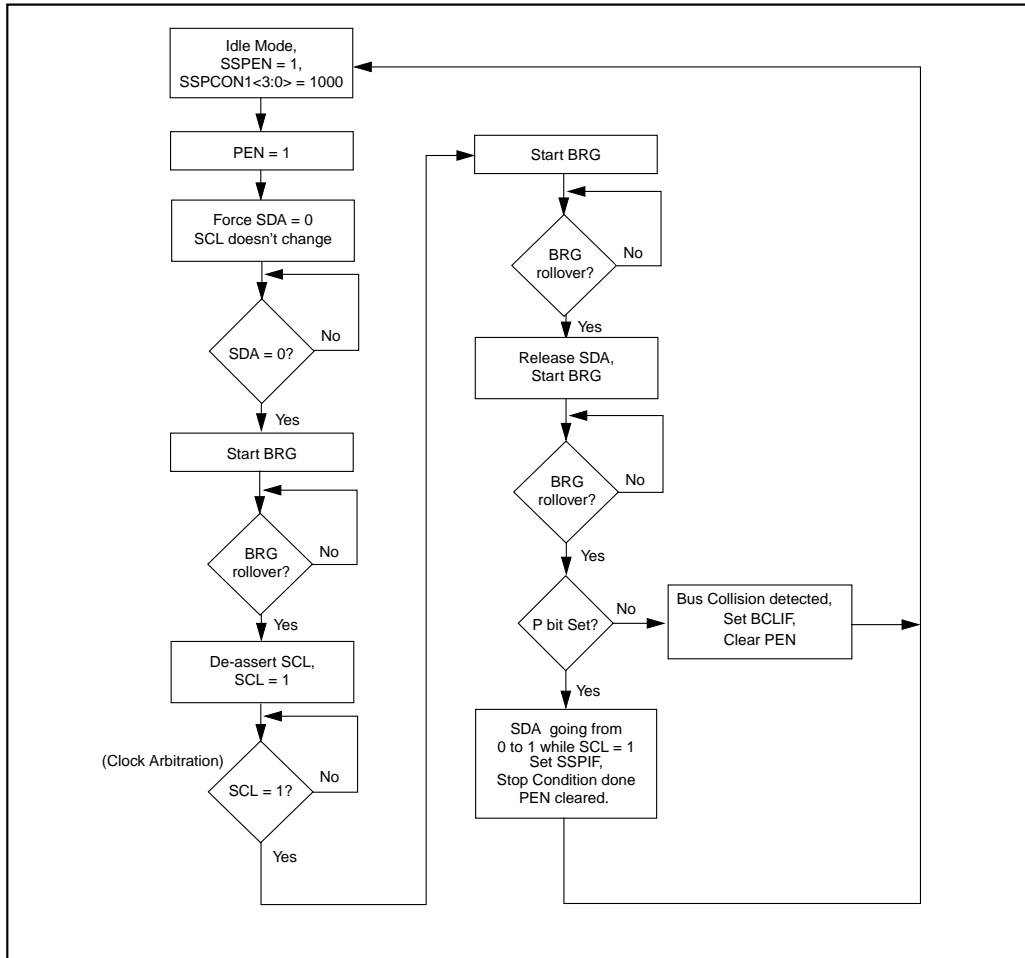 Idle Mode,
SSPEN = 1,
SSPCON1<3:0> = 1000
PEN = 1
Force SDA = 0
SCL doesn't change
SDA = 0?
No
Yes
Start BRG
BRG
rollover?
No
Yes
De-assert SCL,
SCL = 1
(Clock Arbitration)
SCL = 1?
No
Yes
Start BRG
BRG
rollover?
No
Yes
Release SDA,
Start BRG
BRG
rollover?
No
Yes
P bit Set?
No
Bus Collision detected,
Set BCLIF,
Clear PEN
Yes
SDA going from
0 to 1 while SCL = 1
Set SSPIF,
Stop Condition done
PEN cleared.